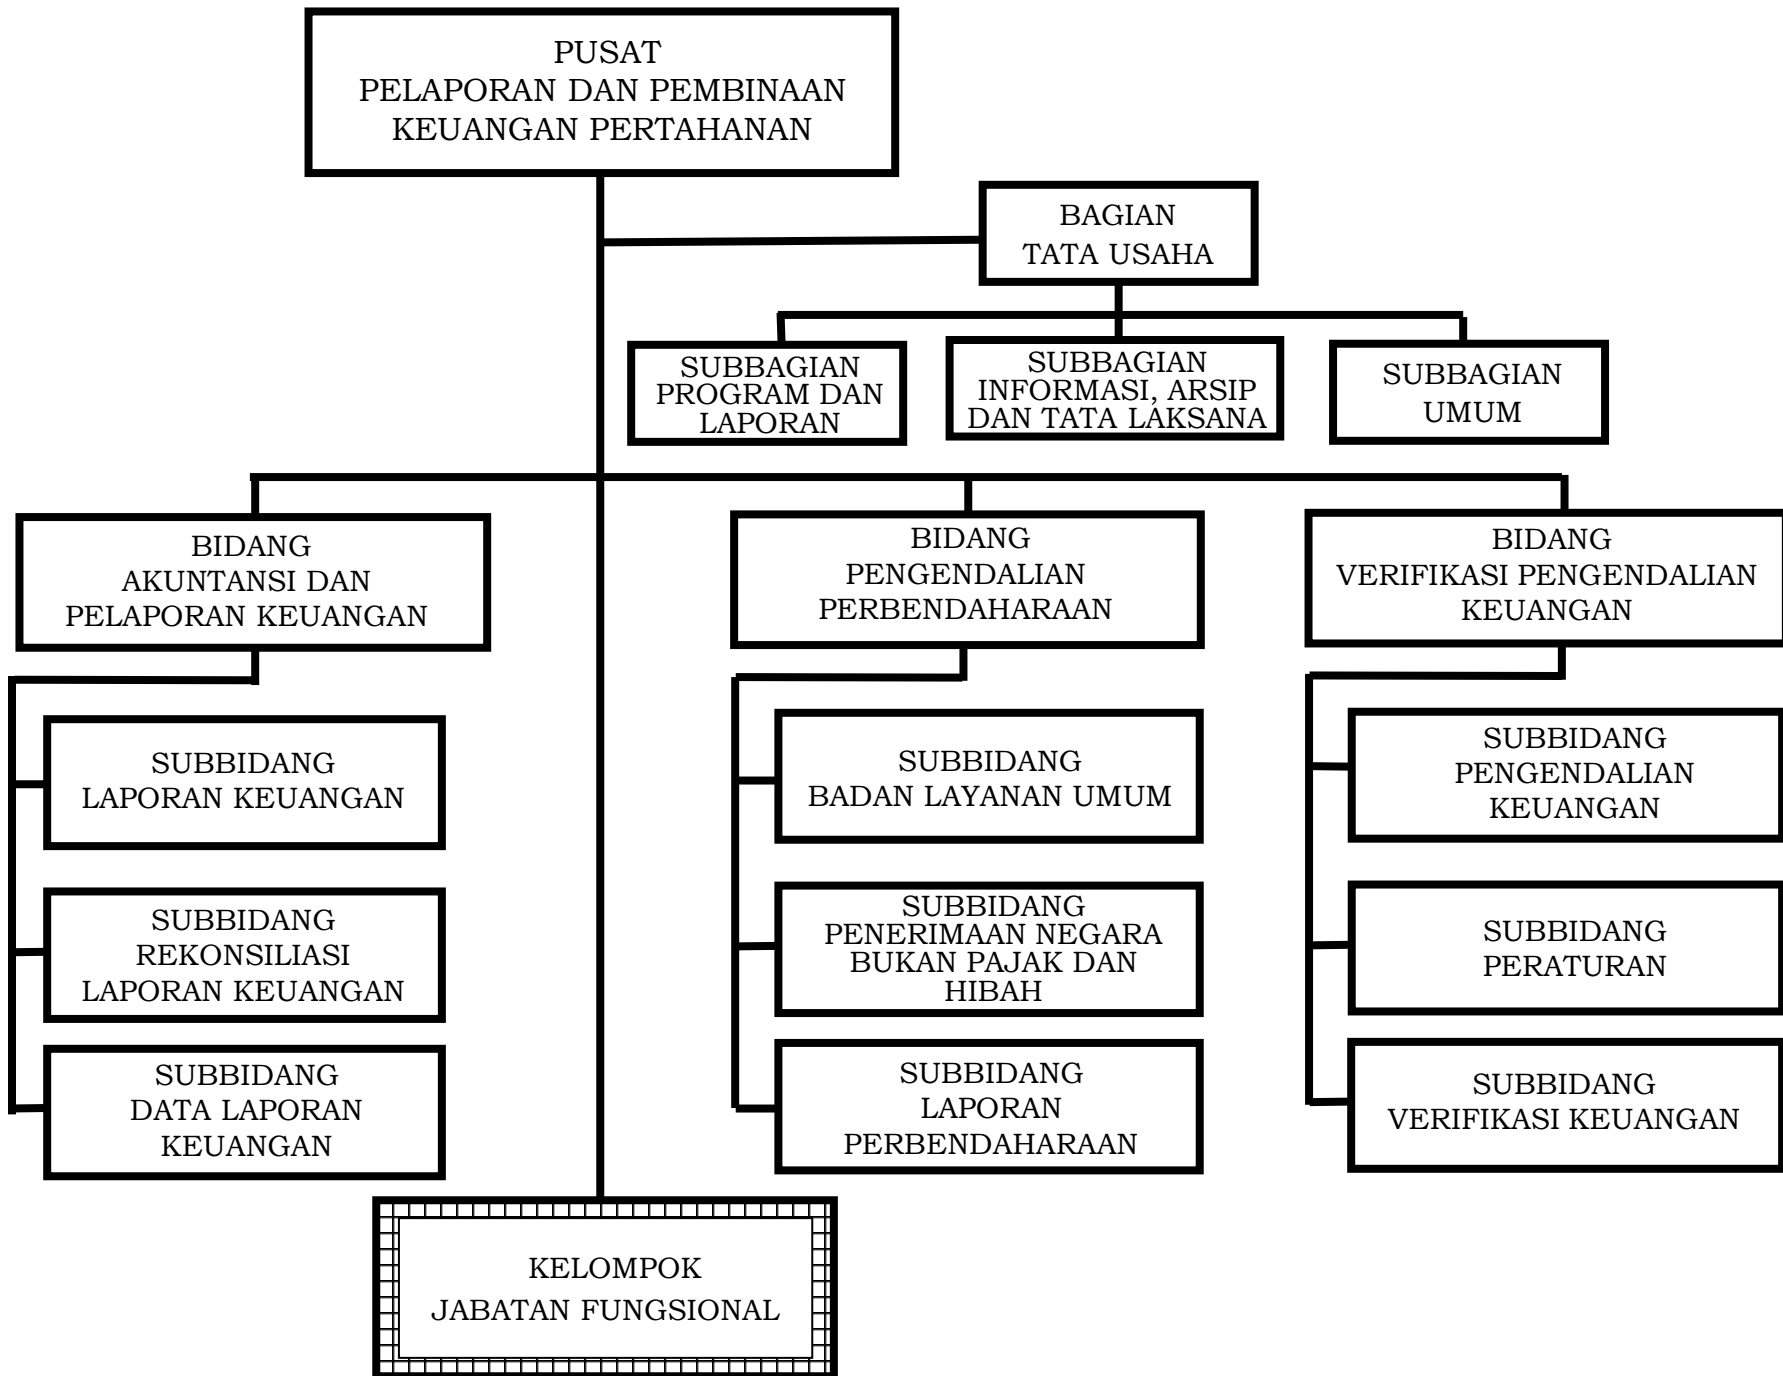 PUSAT
PELAPORAN DAN PEMBINAAN
KEUANGAN PERTAHANAN
BAGIAN
TATA USAHA
SUBBAGIAN
PROGRAM DAN
LAPORAN
SUBBAGIAN
INFORMASI, ARSIP
DAN TATA LAKSANA
SUBBAGIAN
UMUM
BIDANG
AKUNTANSI DAN
PELAPORAN KEUANGAN
BIDANG
PENGENDALIAN
PERBENDAHARAAN
BIDANG
VERIFIKASI PENGENDALIAN
KEUANGAN
SUBBIDANG
LAPORAN KEUANGAN
SUBBIDANG
REKONSILIASI
LAPORAN KEUANGAN
SUBBIDANG
DATA LAPORAN
KEUANGAN
SUBBIDANG
BADAN LAYANAN UMUM
SUBBIDANG
PENERIMAAN NEGARA
BUKAN PAJAK DAN
HIBAH
SUBBIDANG
LAPORAN
PERBENDAHARAAN
SUBBIDANG
PENGENDALIAN
KEUANGAN
SUBBIDANG
PERATURAN
SUBBIDANG
VERIFIKASI KEUANGAN
KELOMPOK
JABATAN FUNGSIONAL